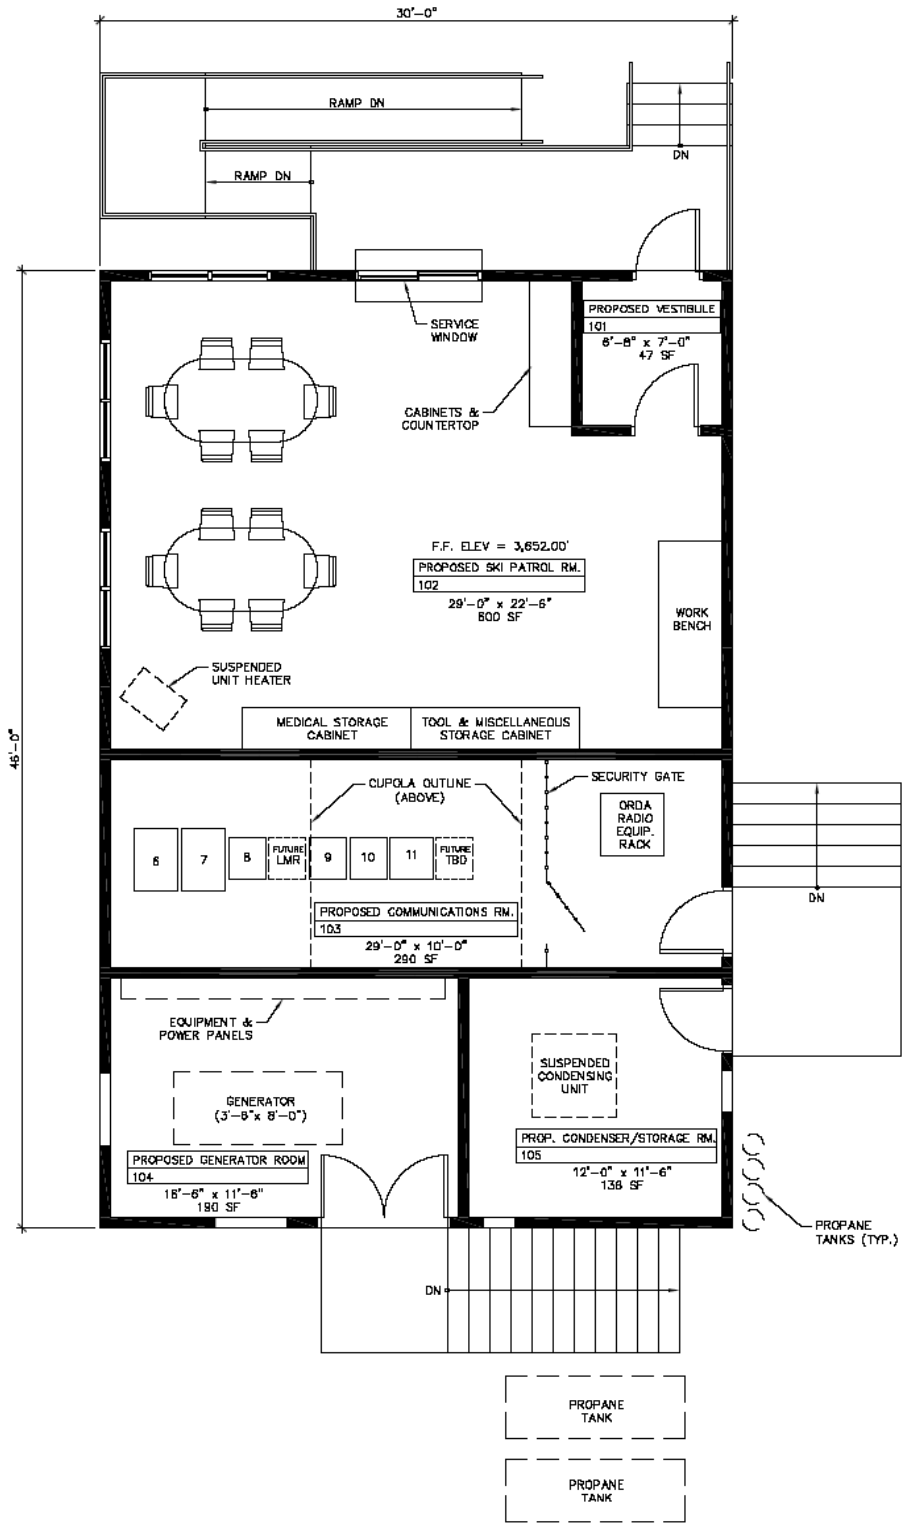 30'-0"
RAMP DN
DN
RAMP DN
SERVICE
WINDOW
PROPOSED VESTIBULE
101
6'-8" x 7'-0"
47 SF
CABINETS &
COUNTERTOP
F.F. ELEV = 3,652.00'
PROPOSED SKI PATROL RM.
102
29'-0" x 22'-6"
600 SF
WORK
BENCH
SUSPENDED
UNIT HEATER
MEDICAL STORAGE
CABINET
TOOL & MISCELLANEOUS
STORAGE CABINET
46'-0"
CUPOLA OUTLINE
(ABOVE)
SECURITY GATE
ORDA
RADIO
EQUIP.
RACK
6
7
8
FUTURE
LMR
9
10
11
FUTURE
TBD
DN
PROPOSED COMMUNICATIONS RM.
103
29'-0" x 10'-0"
290 SF
EQUIPMENT &
POWER PANELS
GENERATOR
(3'-6"x 8'-0")
SUSPENDED
CONDENSING
UNIT
PROPOSED GENERATOR ROOM
104
16'-6" x 11'-6"
190 SF
PROP. CONDENSER/STORAGE RM.
105
12'-0" x 11'-6"
138 SF
PROPANE
TANKS (TYP.)
DN
PROPANE
TANK
PROPANE
TANK